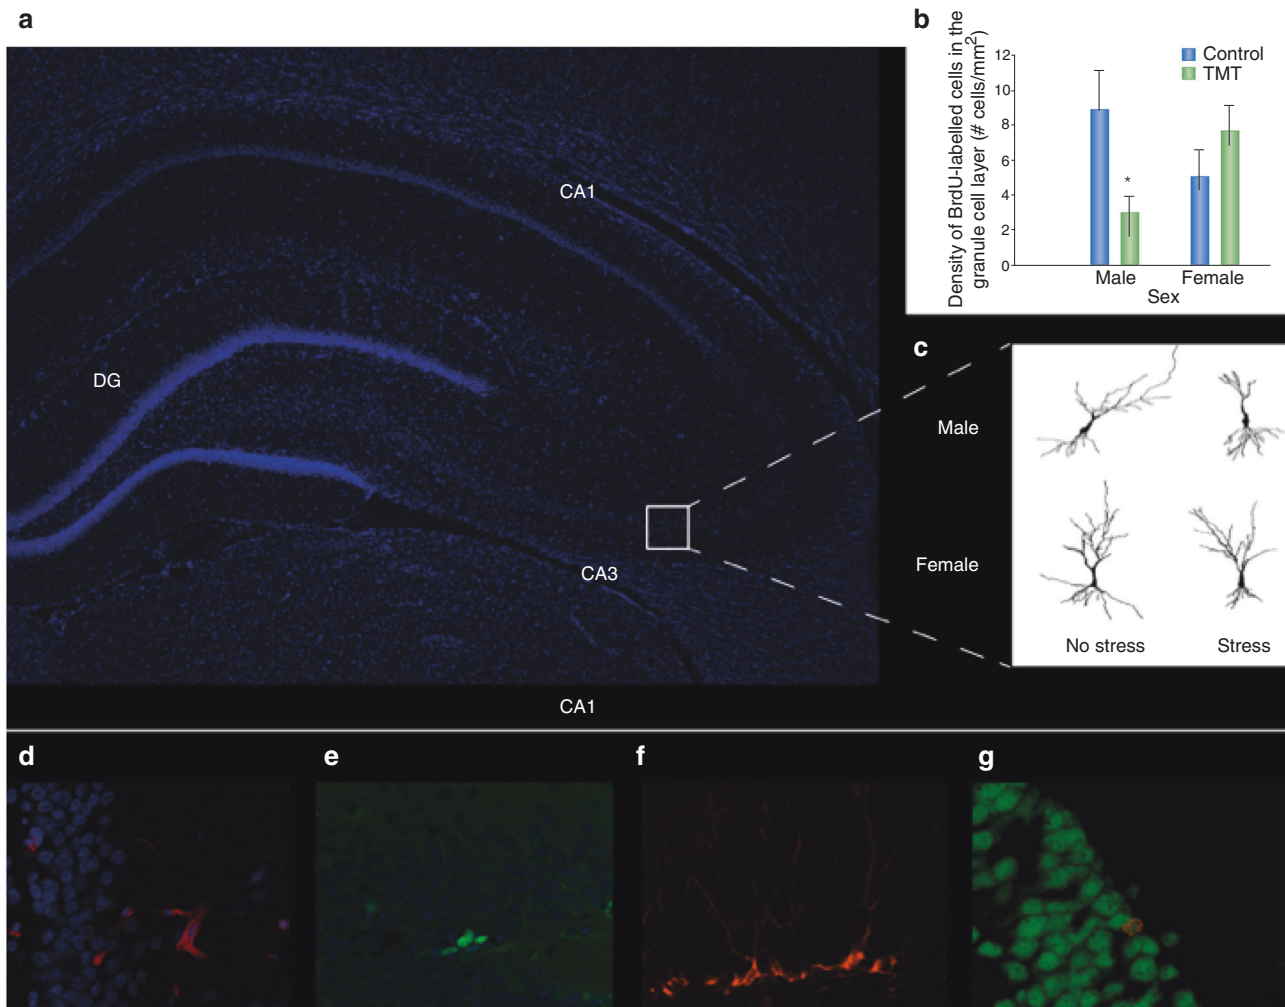 a
CA1
DG
CA3
CA1
b
Density of BrdU-labelled cells in the
granule cell layer (# cells/mm²)
12
10
8
6
4
2
0
Control
TMT
*
Male
Female
Sex
c
Male
Female
No stress
Stress
d
e
f
g